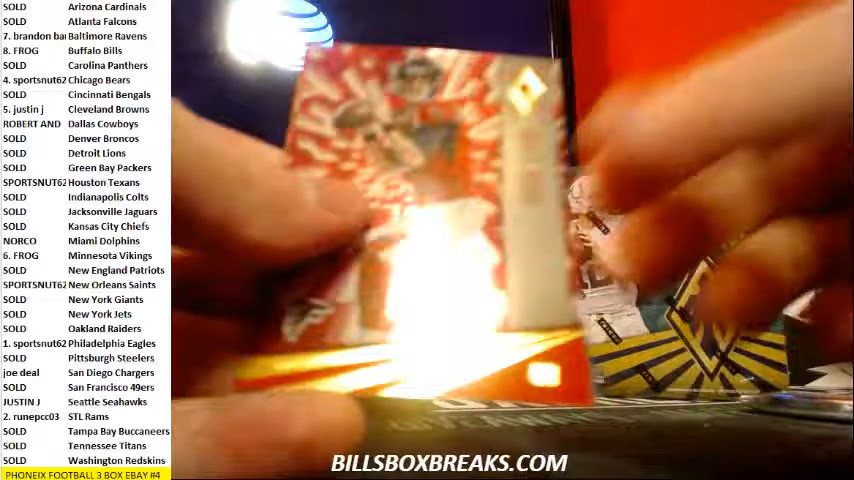 SOLD Arizona Cardinals
SOLD Atlanta Falcons
7. brandon bai Baltimore Ravens
8. FROG Buffalo Bills
SOLD Carolina Panthers
4. sportsnut62 Chicago Bears
SOLD Cincinnati Bengals
5. justin j Cleveland Browns
ROBERT AND Dallas Cowboys
SOLD Denver Broncos
SOLD Detroit Lions
SOLD Green Bay Packers
SPORTSNUT62 Houston Texans
SOLD Indianapolis Colts
SOLD Jacksonville Jaguars
SOLD Kansas City Chiefs
NORCO Miami Dolphins
6. FROG Minnesota Vikings
SOLD New England Patriots
SPORTSNUT62 New Orleans Saints
SOLD New York Giants
SOLD New York Jets
SOLD Oakland Raiders
1. sportsnut62 Philadelphia Eagles
SOLD Pittsburgh Steelers
joe deal San Diego Chargers
SOLD San Francisco 49ers
JUSTIN J Seattle Seahawks
2. runepcc03 STL Rams
SOLD Tampa Bay Buccaneers
SOLD Tennessee Titans
SOLD Washington Redskins
PHONEIX FOOTBALL 3 BOX EBAY #4
BILLSBOXBREAKS.COM